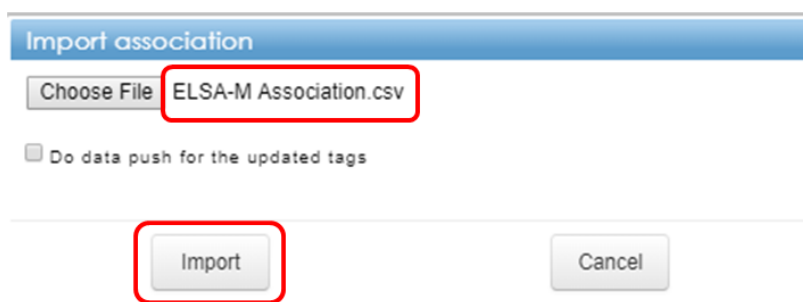 Import association
Choose File ELSA-M Association.csv
Do data push for the updated tags
Import Cancel